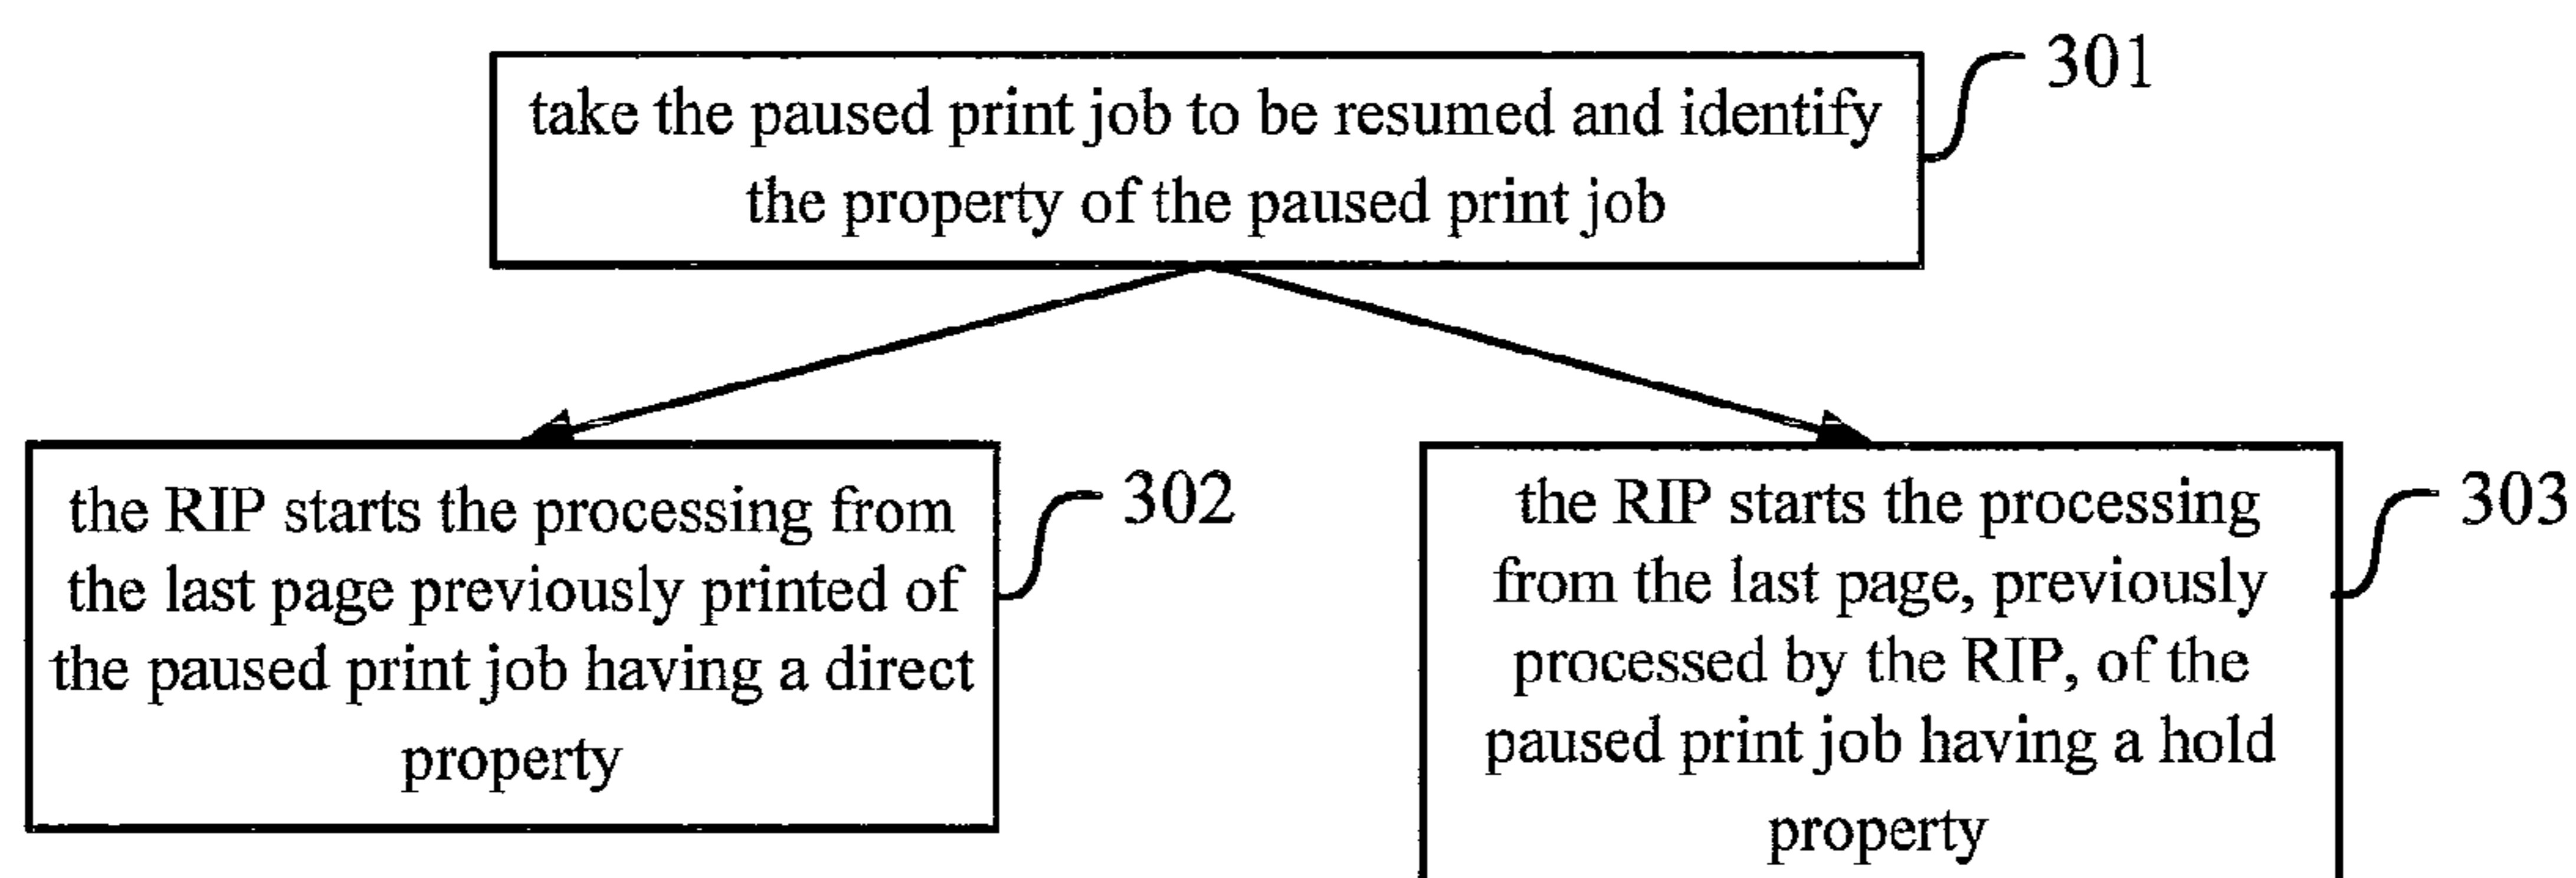 take the paused print job to be resumed and identify
the property of the paused print job
301
the RIP starts the processing from
the last page previously printed of
the paused print job having a direct
property
302
the RIP starts the processing
from the last page, previously
processed by the RIP, of the
paused print job having a hold
property
303